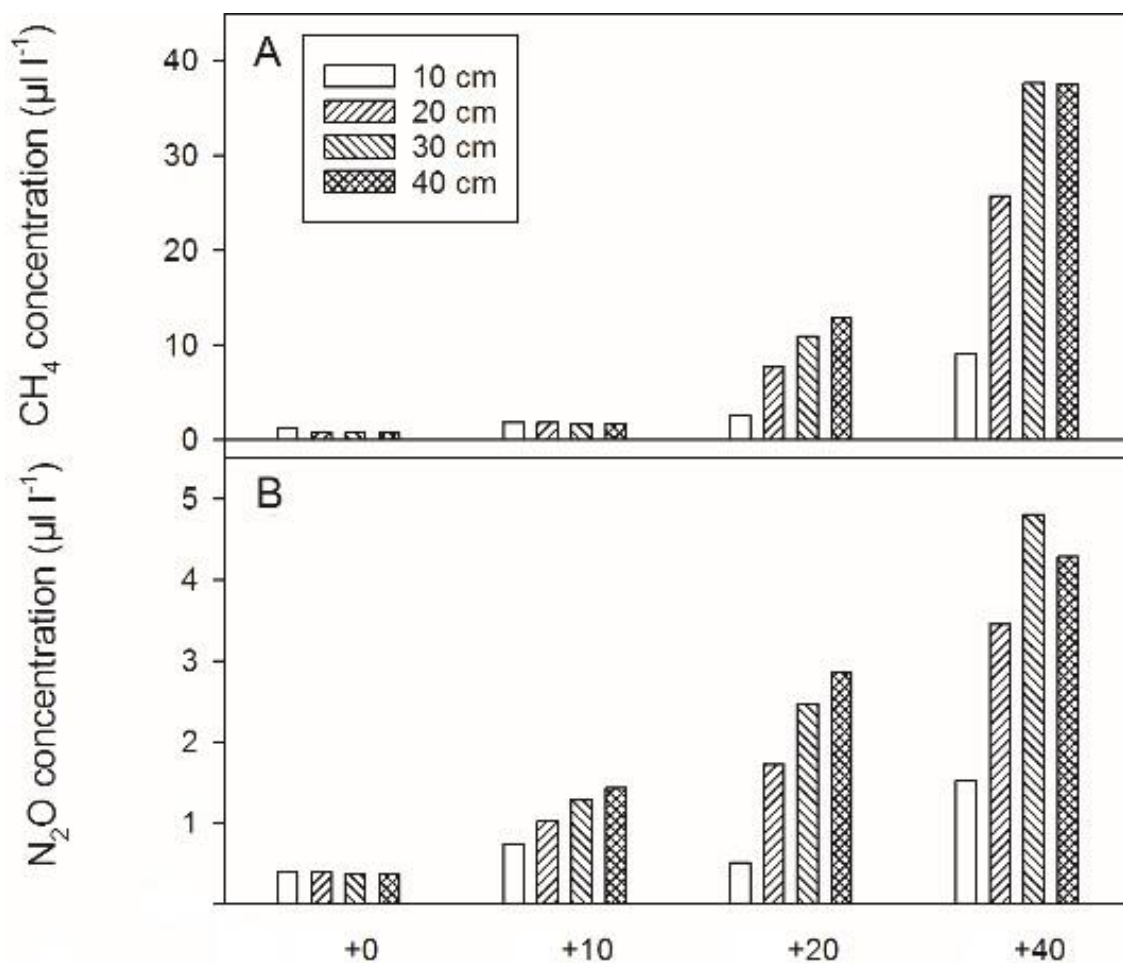 CH₄ concentration (µl l⁻¹)
40
30
20
10
0
A
10 cm
20 cm
30 cm
40 cm
N₂O concentration (µl l⁻¹)
5
4
3
2
1
B
+0 +10 +20 +40